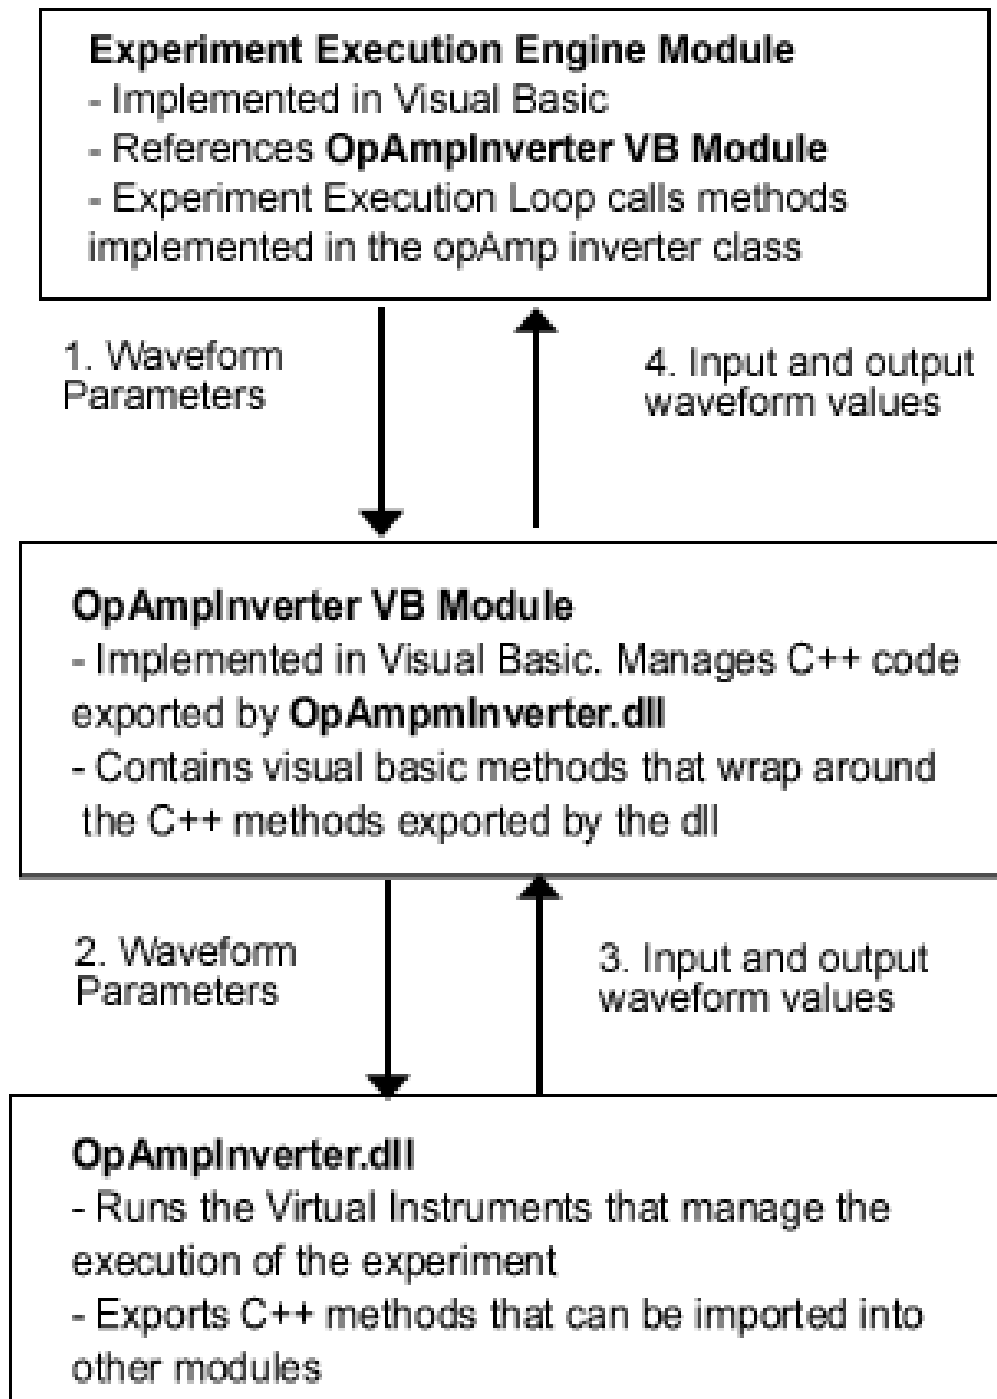 Experiment Execution Engine Module
- Implemented in Visual Basic
- References OpAmpInverter VB Module
- Experiment Execution Loop calls methods
implemented in the opAmp inverter class
1. Waveform
Parameters
4. Input and output
waveform values
OpAmpInverter VB Module
- Implemented in Visual Basic. Manages C++ code
exported by OpAmpmInverter.dll
- Contains visual basic methods that wrap around
the C++ methods exported by the dll
2. Waveform
Parameters
3. Input and output
waveform values
OpAmpInverter.dll
- Runs the Virtual Instruments that manage the
execution of the experiment
- Exports C++ methods that can be imported into
other modules